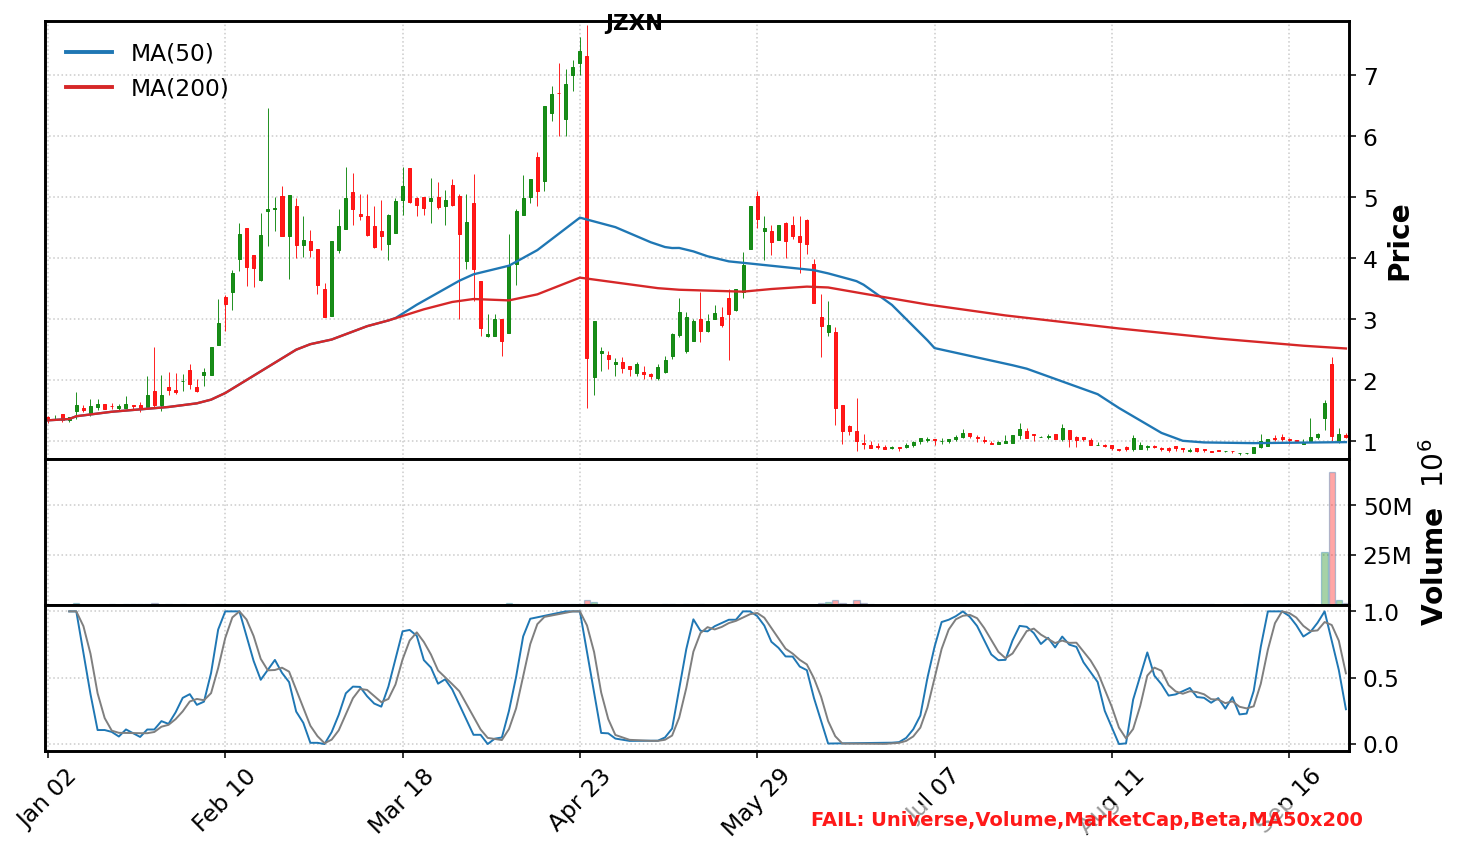 JZXN
MA(50)
MA(200)
7
6
5
4
3
2
1
Price
10^6
50M
25M
Volume
1.0
0.5
0.0
Jan 02
Feb 10
Mar 18
Apr 23
May 29
Jul 07
Aug 11
Sep 16
FAIL: Universe,Volume,MarketCap,Beta,MA50x200